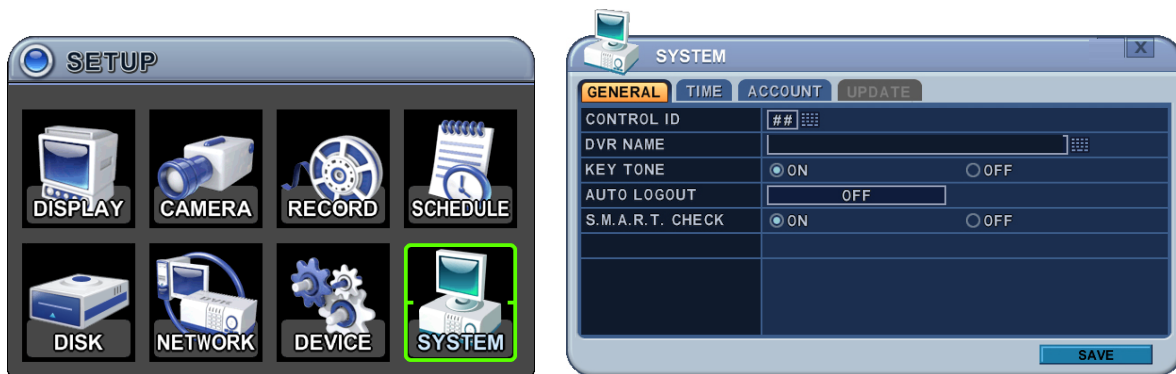 SETUP
DISPLAY CAMERA RECORD SCHEDULE
DISK NETWORK DEVICE SYSTEM
SYSTEM X
GENERAL TIME ACCOUNT UPDATE
CONTROL ID ##
DVR NAME
KEY TONE ON OFF
AUTO LOGOUT OFF
S.M.A.R.T. CHECK ON OFF
SAVE